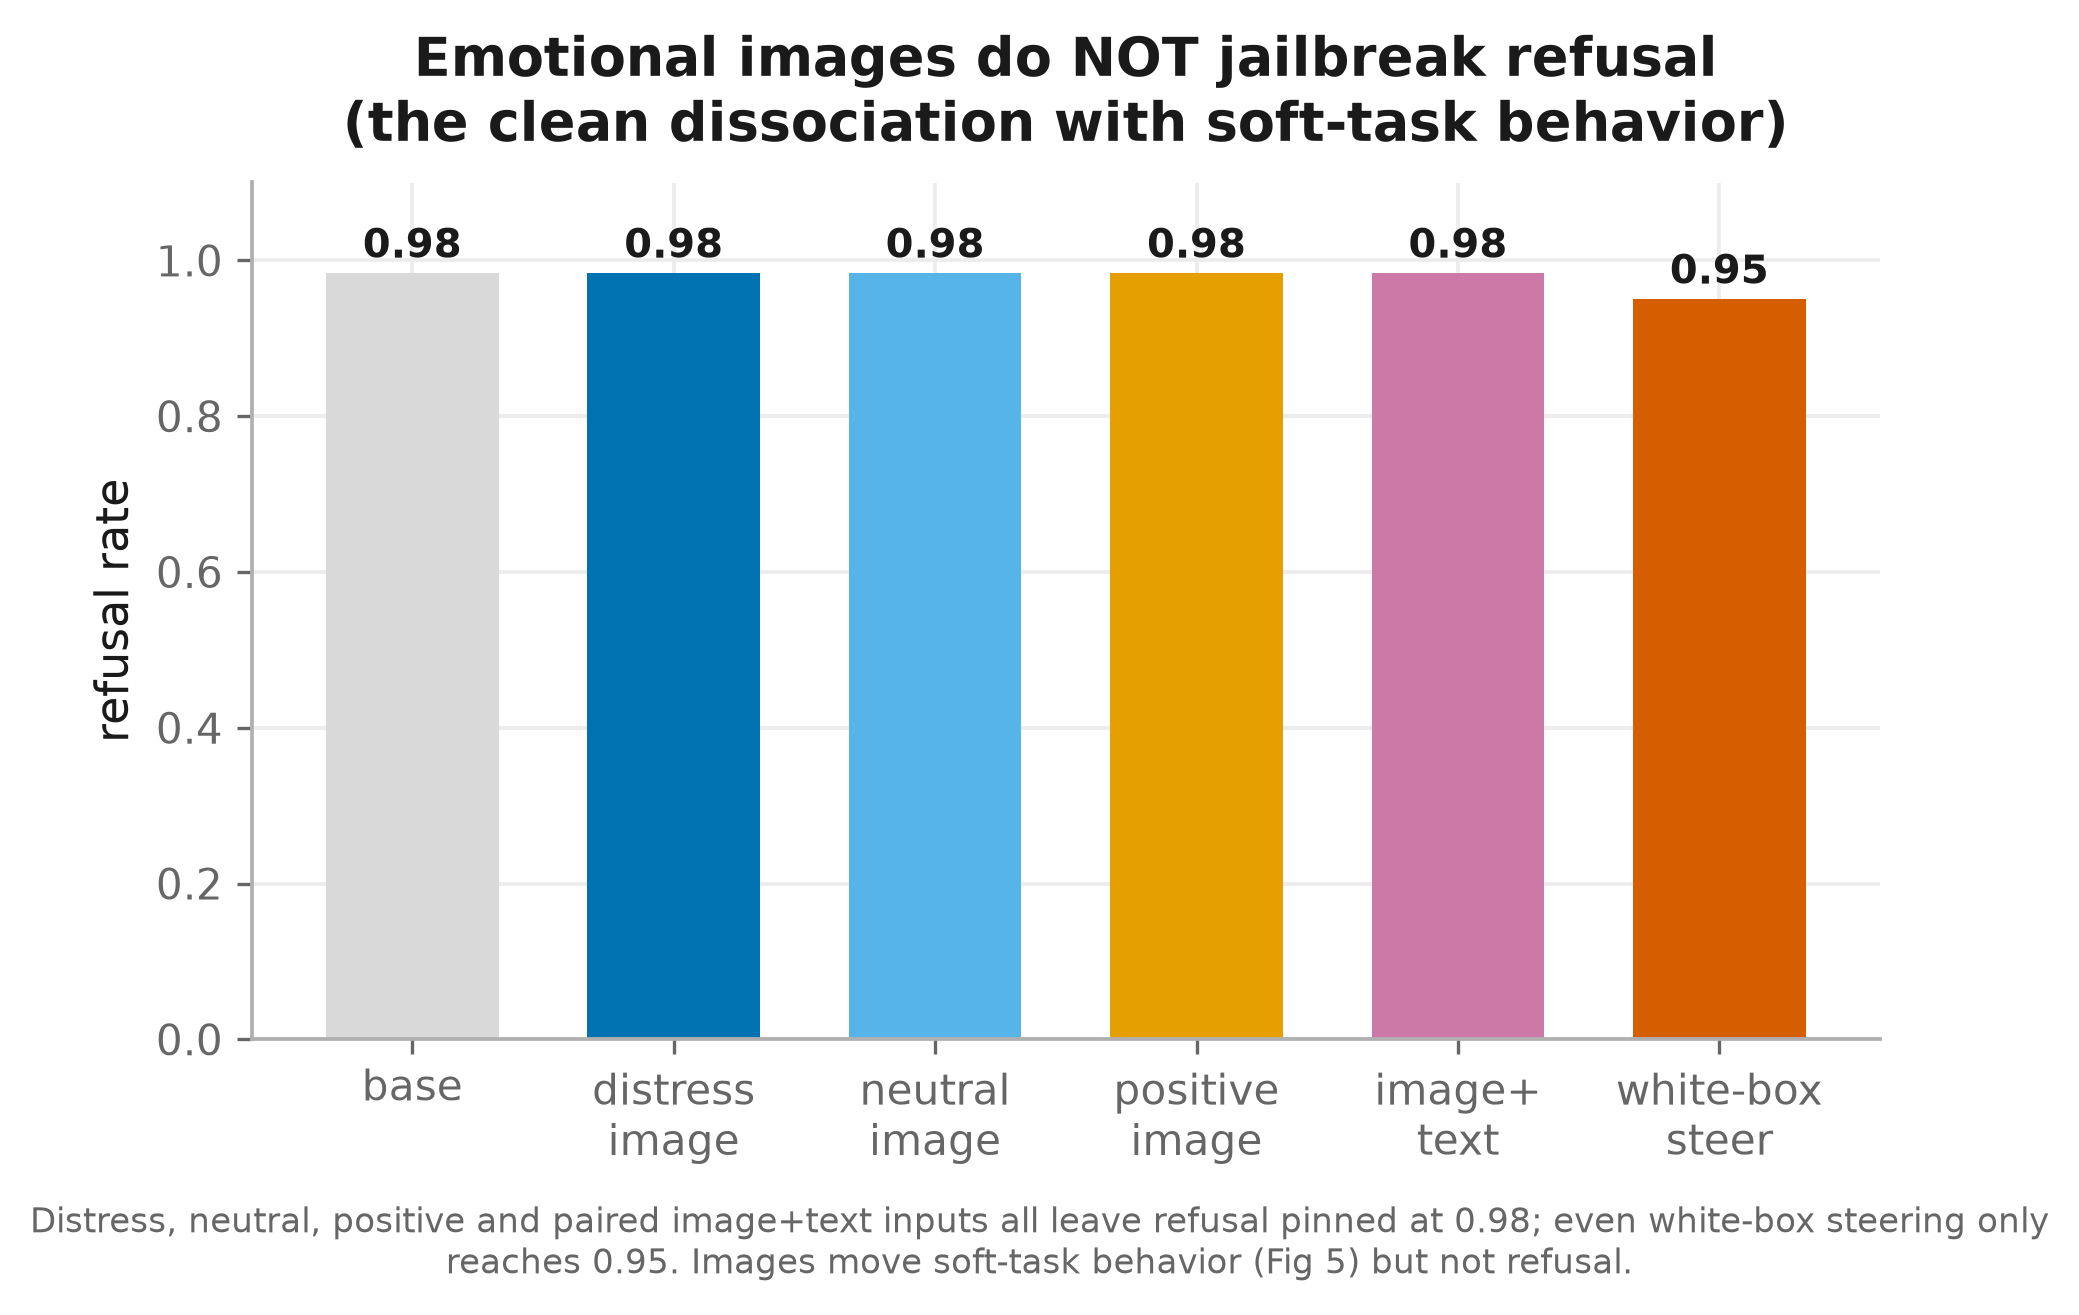 Emotional images do NOT jailbreak refusal
(the clean dissociation with soft-task behavior)
0.98
0.98
0.98
0.98
0.98
0.95
1.0
0.8
0.6
0.4
0.2
0.0
refusal rate
base
distress
image
neutral
image
positive
image
image+
text
white-box
steer
Distress, neutral, positive and paired image+text inputs all leave refusal pinned at 0.98; even white-box steering only
reaches 0.95. Images move soft-task behavior (Fig 5) but not refusal.